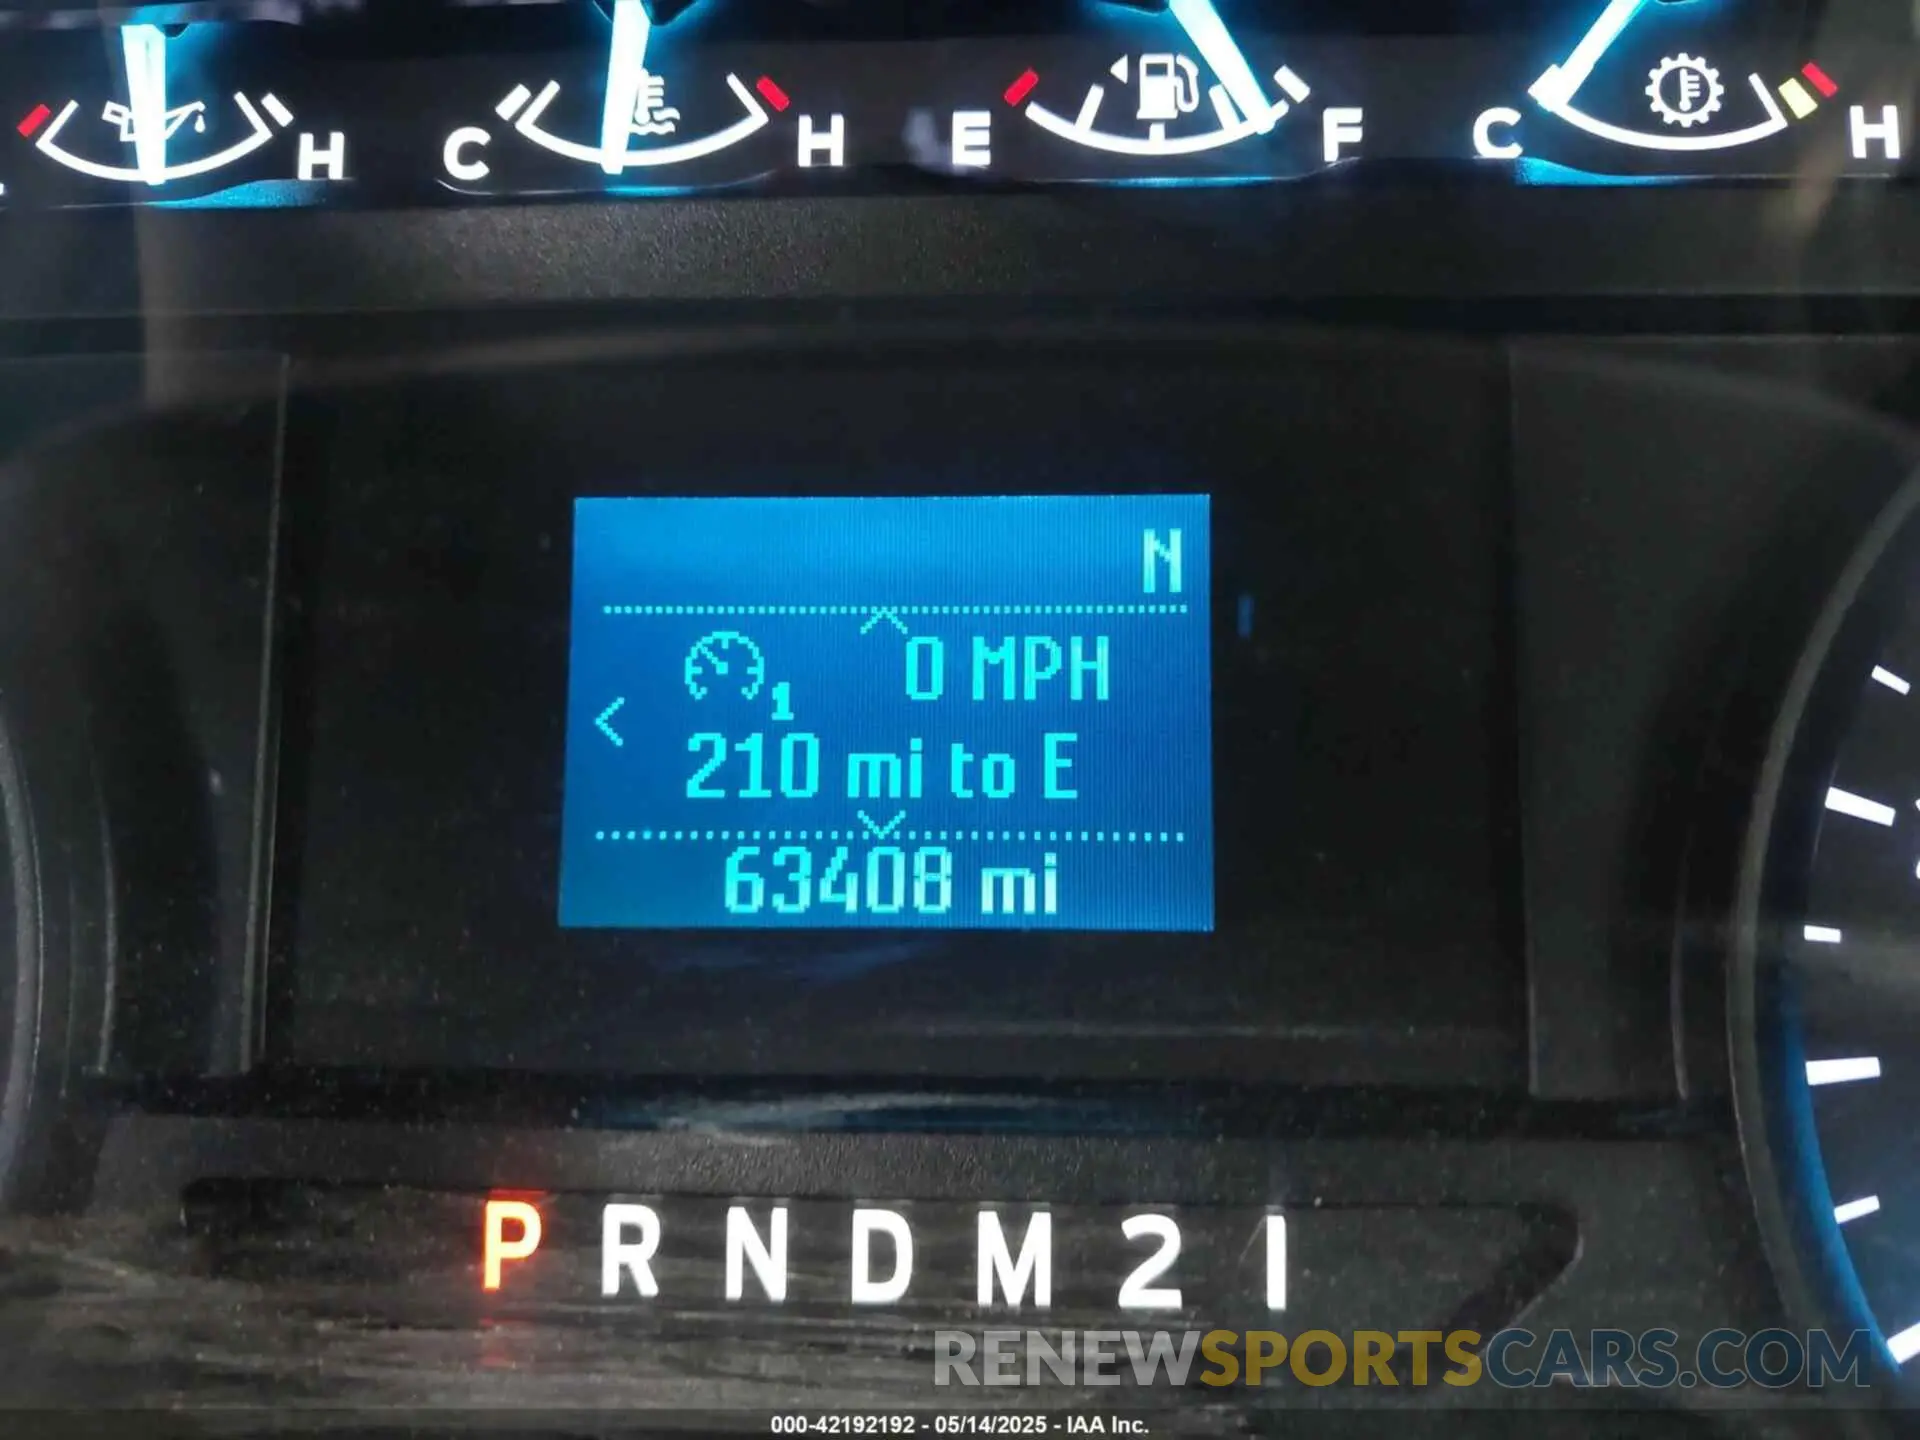 H C H E F C H
N
1 0 MPH
210 mi to E
63408 mi
P R N D M 2 1
RENEWSPORTSCARS.COM
000-42192192 - 05/14/2025 - IAA Inc.